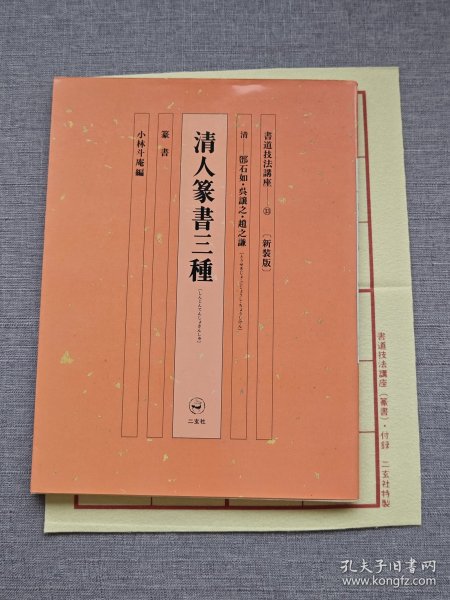 書道技法講座 ㉝ 〔新装版〕
清 鄧石如・呉譲之・趙之謙
清人篆書三種
篆書
小林斗盦編
二玄社
書道技法講座〔篆書〕・付録 二玄社特製
孔夫子旧书网
www.kongfz.com